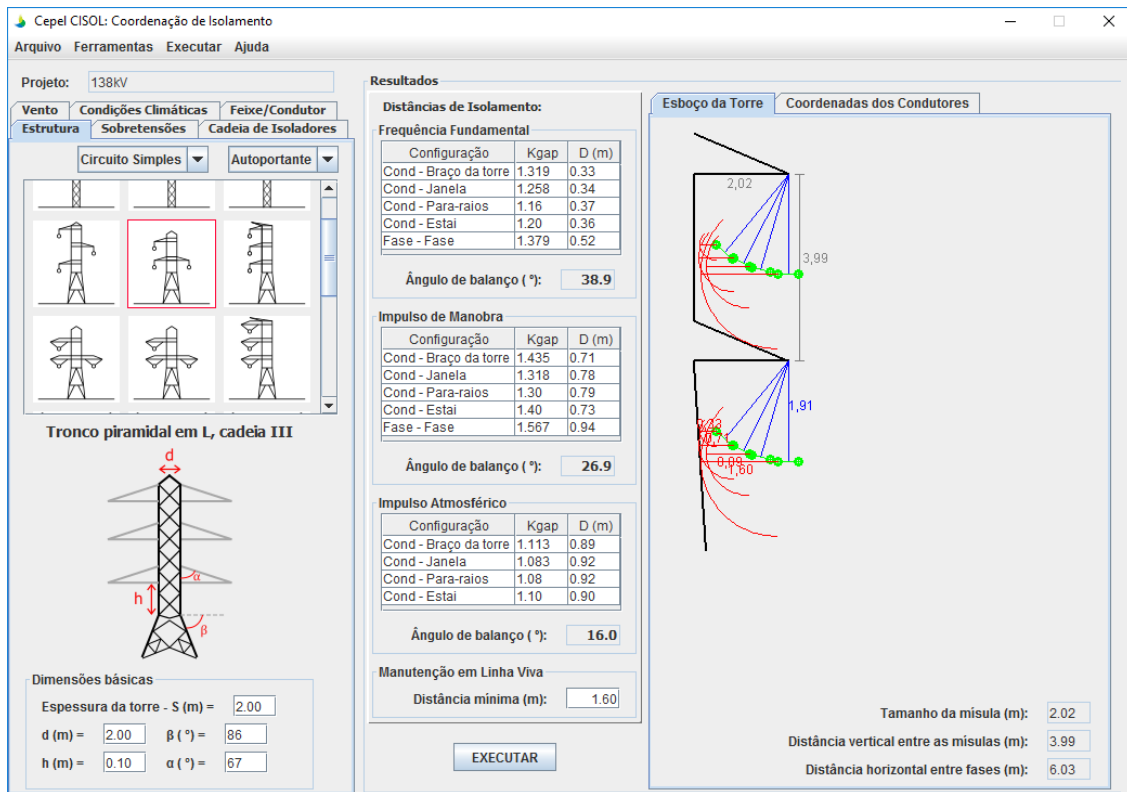 Cepel CISOL: Coordenação de Isolamento
Arquivo Ferramentas Executar Ajuda
Projeto: 138kV
Vento Condições Climáticas Feixe/Condutor
Estrutura Sobretensões Cadeia de Isoladores
Circuito Simples Autoportante
Tronco piramidal em L, cadeia III
d
α
h
β
Dimensões básicas
Espessura da torre - S (m) = 2.00
d (m) = 2.00 β ( º) = 86
h (m) = 0.10 α ( º) = 67
Resultados
Distâncias de Isolamento:
Frequência Fundamental
Configuração Kgap D (m)
Cond - Braço da torre 1.319 0.33
Cond - Janela 1.258 0.34
Cond - Para-raios 1.16 0.37
Cond - Estai 1.20 0.36
Fase - Fase 1.379 0.52
Ângulo de balanço ( º): 38.9
Impulso de Manobra
Configuração Kgap D (m)
Cond - Braço da torre 1.435 0.71
Cond - Janela 1.318 0.78
Cond - Para-raios 1.30 0.79
Cond - Estai 1.40 0.73
Fase - Fase 1.567 0.94
Ângulo de balanço ( º): 26.9
Impulso Atmosférico
Configuração Kgap D (m)
Cond - Braço da torre 1.113 0.89
Cond - Janela 1.083 0.92
Cond - Para-raios 1.08 0.92
Cond - Estai 1.10 0.90
Ângulo de balanço ( º): 16.0
Manutenção em Linha Viva
Distância mínima (m): 1.60
EXECUTAR
Esboço da Torre Coordenadas dos Condutores
2,02
3,99
1,91
1,60
Tamanho da mísula (m): 2.02
Distância vertical entre as mísulas (m): 3.99
Distância horizontal entre fases (m): 6.03